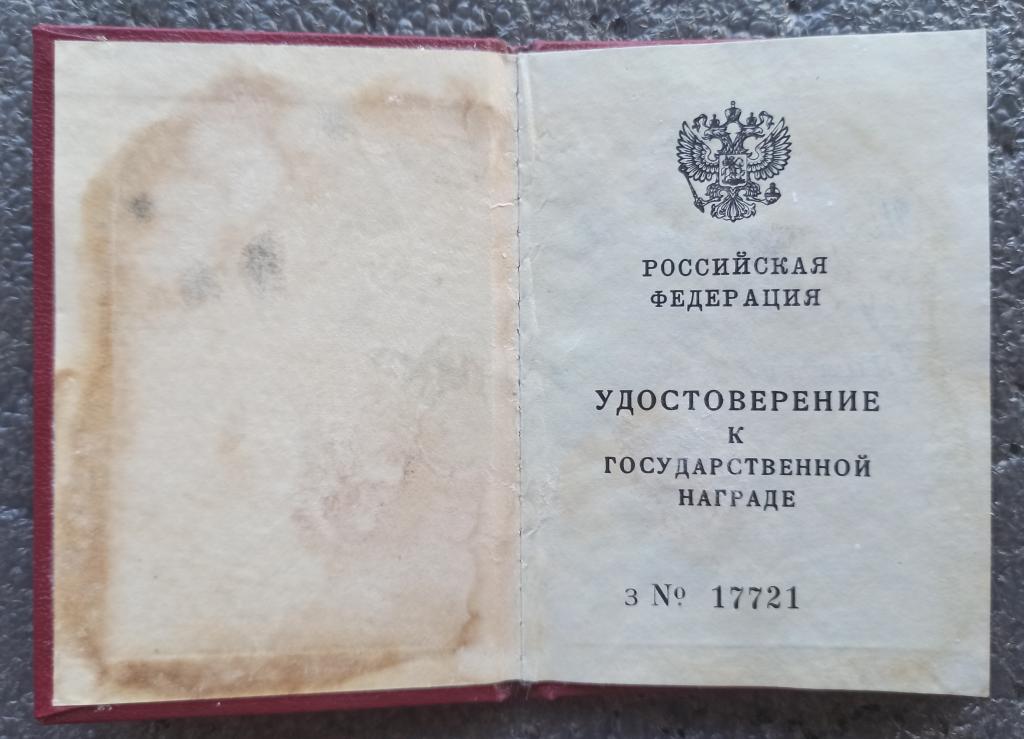 РОССИЙСКАЯ
ФЕДЕРАЦИЯ
УДОСТОВЕРЕНИЕ
К
ГОСУДАРСТВЕННОЙ
НАГРАДЕ
З № 17721